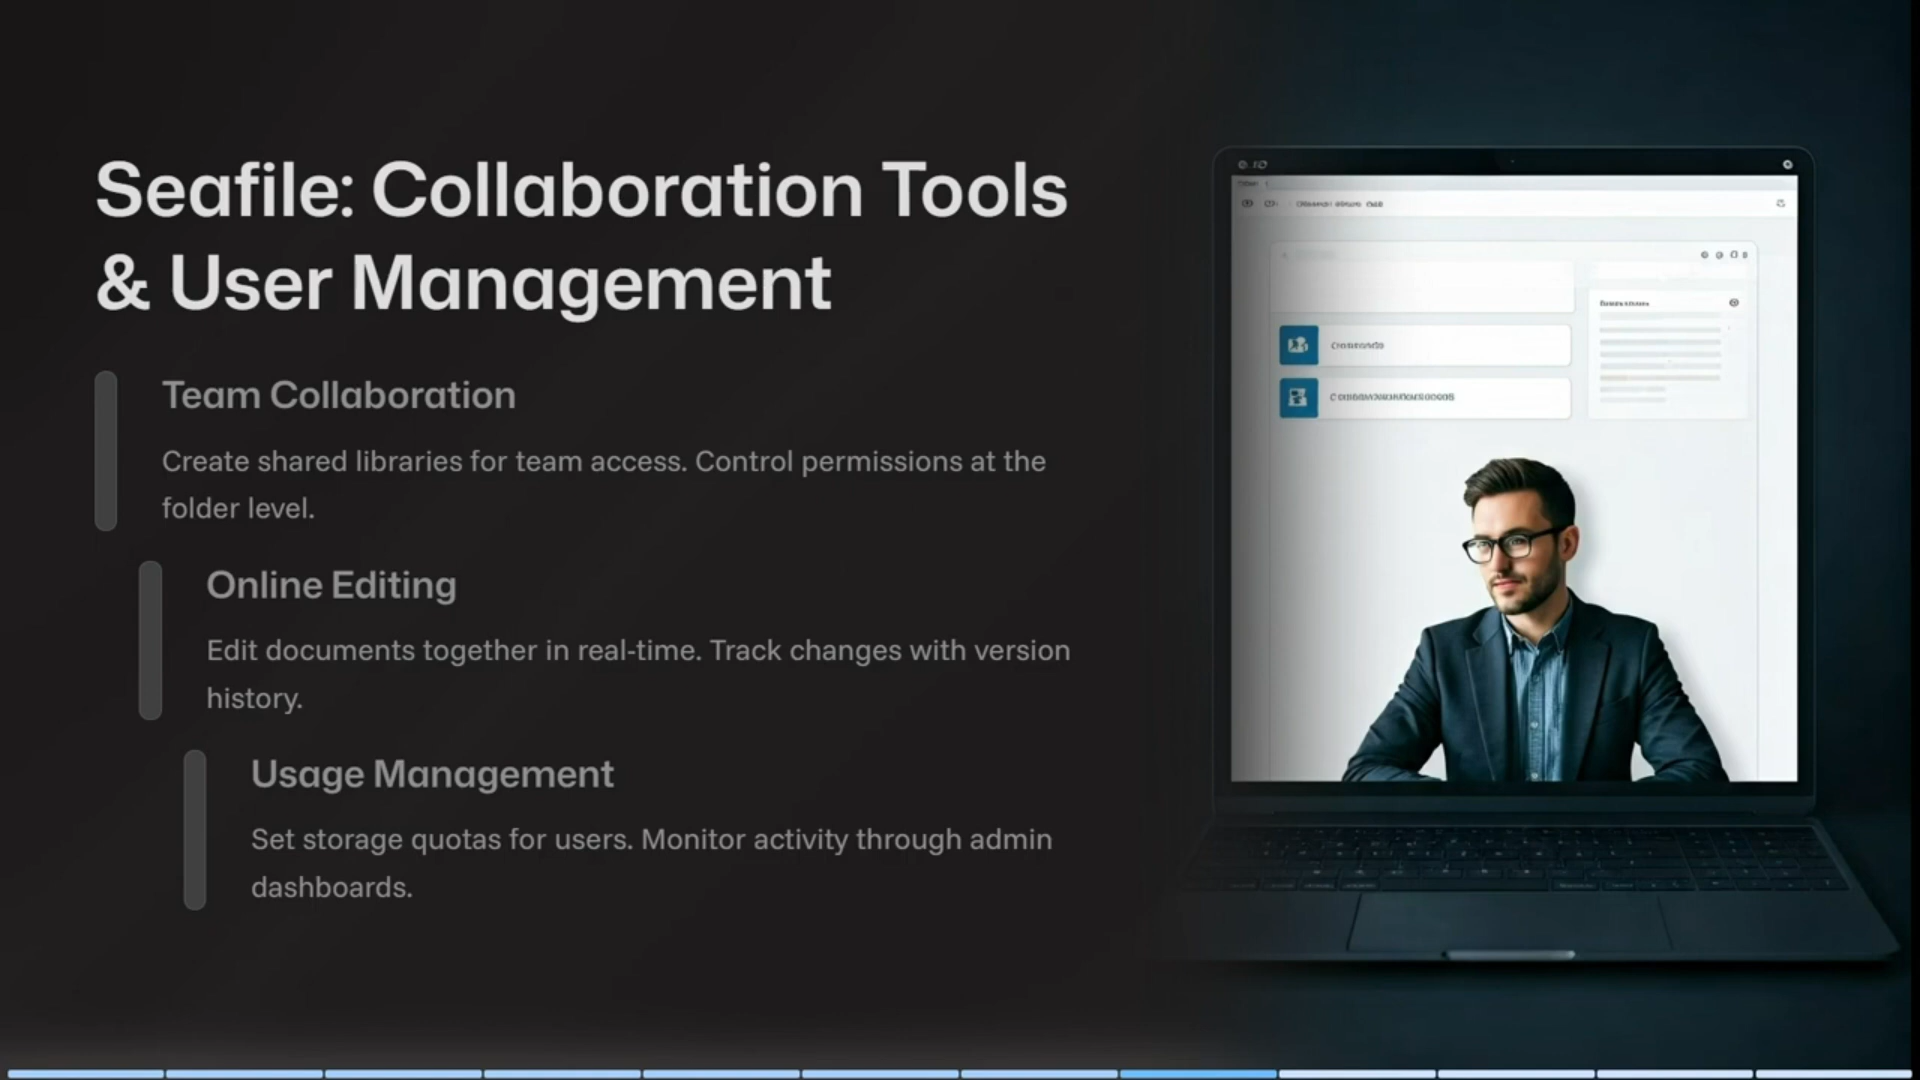 Seafile: Collaboration Tools
& User Management
Team Collaboration
Create shared libraries for team access. Control permissions at the
folder level.
Online Editing
Edit documents together in real-time. Track changes with version
history.
Usage Management
Set storage quotas for users. Monitor activity through admin
dashboards.